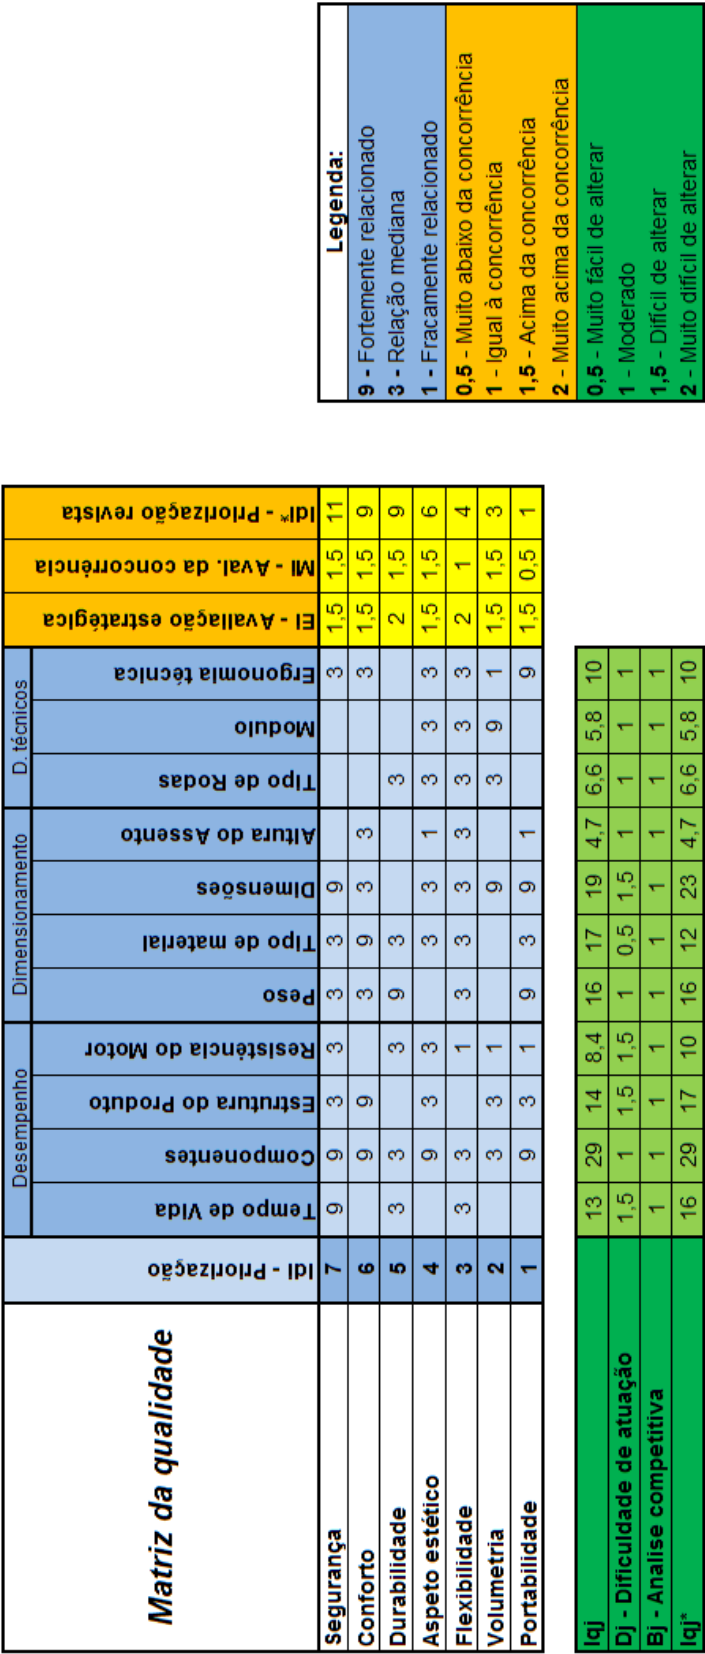 Matriz da qualidade
Idi - Priorização
Desempenho
Dimensionamento
D. técnicos
Tempo de Vida
Componentes
Estrutura do Produto
Resistência do Motor
Peso
Tipo de material
Dimensões
Altura do Assento
Tipo de Rodas
Modulo
Ergonomia técnica
Ei - Avaliação estratégica
Mi - Aval. da concorrência
Idi* - Priorização revista
Segurança 7 9 9 3 3 3 3 9 3 1,5 1,5 11
Conforto 6 9 9 3 9 3 3 3 1,5 1,5 9
Durabilidade 5 3 3 3 9 3 3 2 1,5 9
Aspeto estético 4 9 3 3 3 3 1 3 3 3 1,5 1,5 6
Flexibilidade 3 3 3 1 3 3 3 3 3 3 3 2 1 4
Volumetria 2 3 3 1 9 3 9 1 1,5 1,5 3
Portabilidade 1 9 3 1 9 3 9 1 9 1,5 0,5 1
Iqj 13 29 14 8,4 16 17 19 4,7 6,6 5,8 10
Dj - Dificuldade de atuação 1,5 1 1,5 1,5 1 0,5 1,5 1 1 1 1
Bj - Analise competitiva 1 1 1 1 1 1 1 1 1 1 1
Iqj* 16 29 17 10 16 12 23 4,7 6,6 5,8 10
Legenda:
9 - Fortemente relacionado
3 - Relação mediana
1 - Fracamente relacionado
0,5 - Muito abaixo da concorrência
1 - Igual à concorrência
1,5 - Acima da concorrência
2 - Muito acima da concorrência
0,5 - Muito fácil de alterar
1 - Moderado
1,5 - Difícil de alterar
2 - Muito difícil de alterar